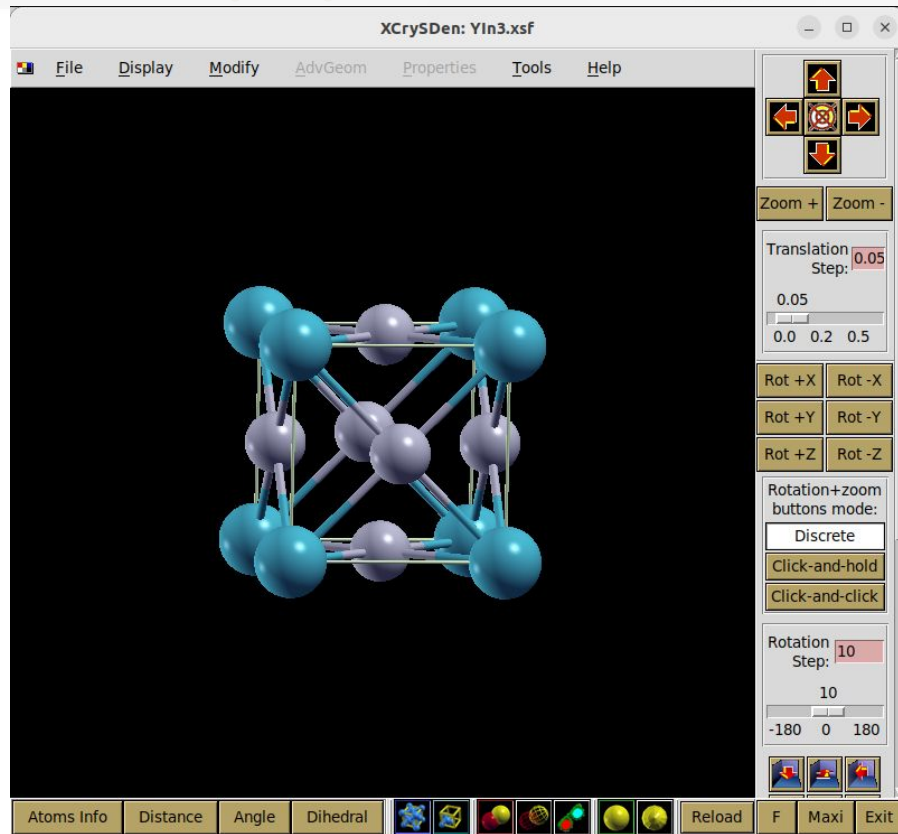 XCrySDen: YIn3.xsf
File Display Modify AdvGeom Properties Tools Help
Zoom + Zoom -
Translation
Step: 0.05
0.05
0.0 0.2 0.5
Rot +X Rot -X
Rot +Y Rot -Y
Rot +Z Rot -Z
Rotation+zoom
buttons mode:
Discrete
Click-and-hold
Click-and-click
Rotation
Step: 10
10
-180 0 180
Atoms Info Distance Angle Dihedral Reload F Maxi Exit